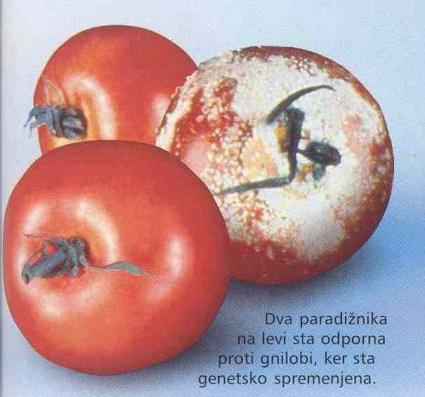 Dva paradižnika
na levi sta odporna
proti gnilobi, ker sta
genetsko spremenjena.